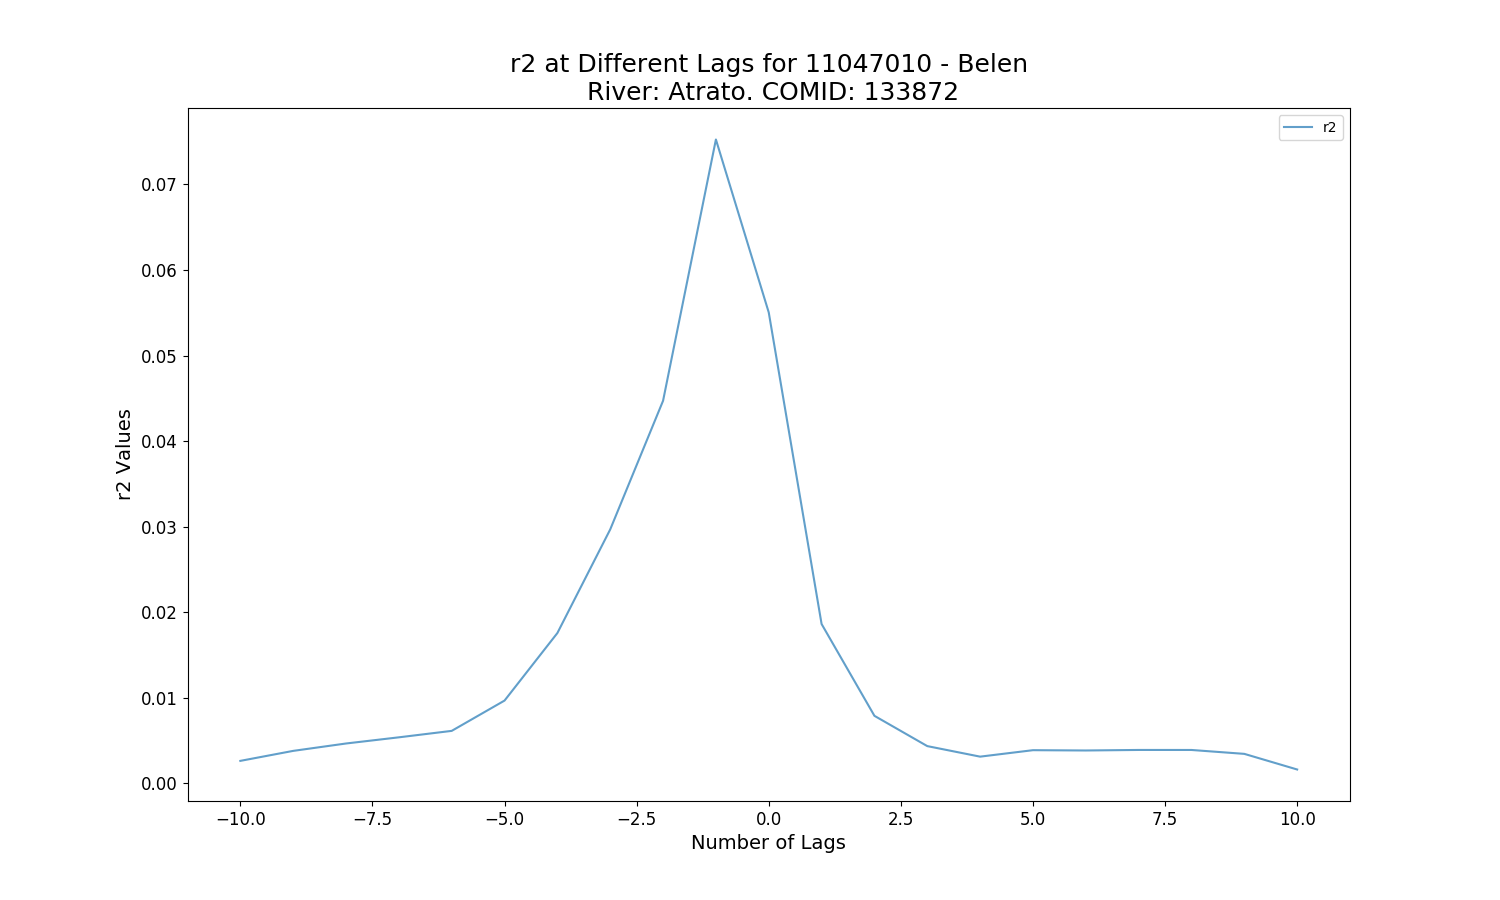 r2 at Different Lags for 11047010 - Belen
River: Atrato. COMID: 133872
r2
r2 Values
0.07
0.06
0.05
0.04
0.03
0.02
0.01
0.00
−10.0 −7.5 −5.0 −2.5 0.0 2.5 5.0 7.5 10.0
Number of Lags